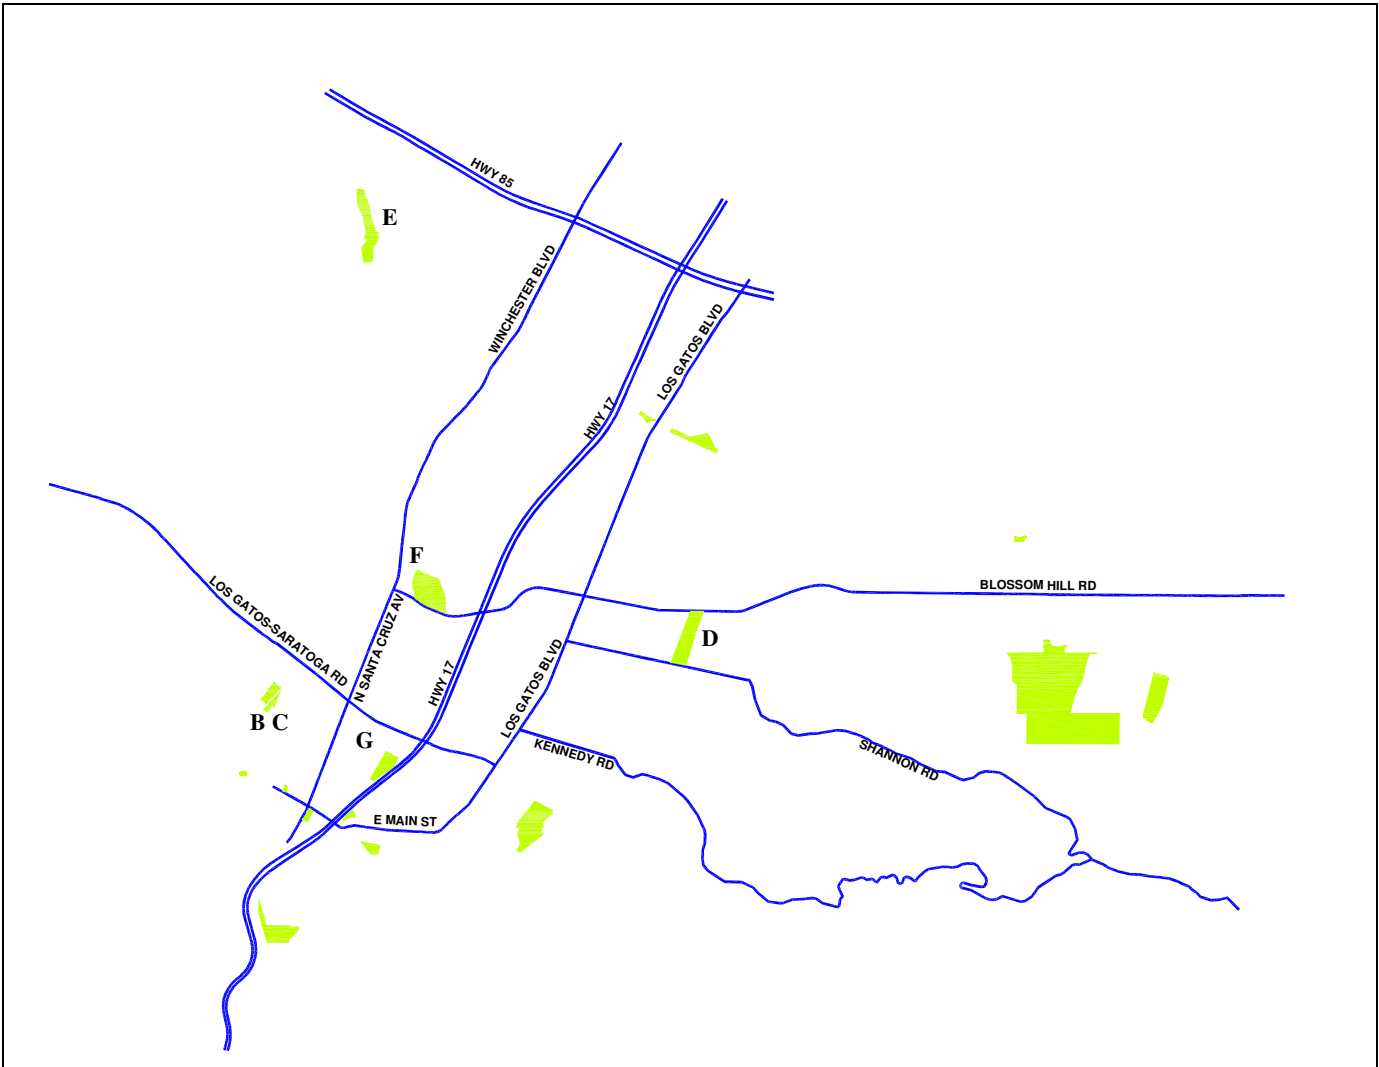 HWY 85
E
WINCHESTER BLVD
LOS GATOS BLVD
HWY 17
F
BLOSSOM HILL RD
LOS GATOS-SARATOGA RD
N SANTA CRUZ AV
D
HWY 17
LOS GATOS BLVD
B C
G
KENNEDY RD
SHANNON RD
E MAIN ST